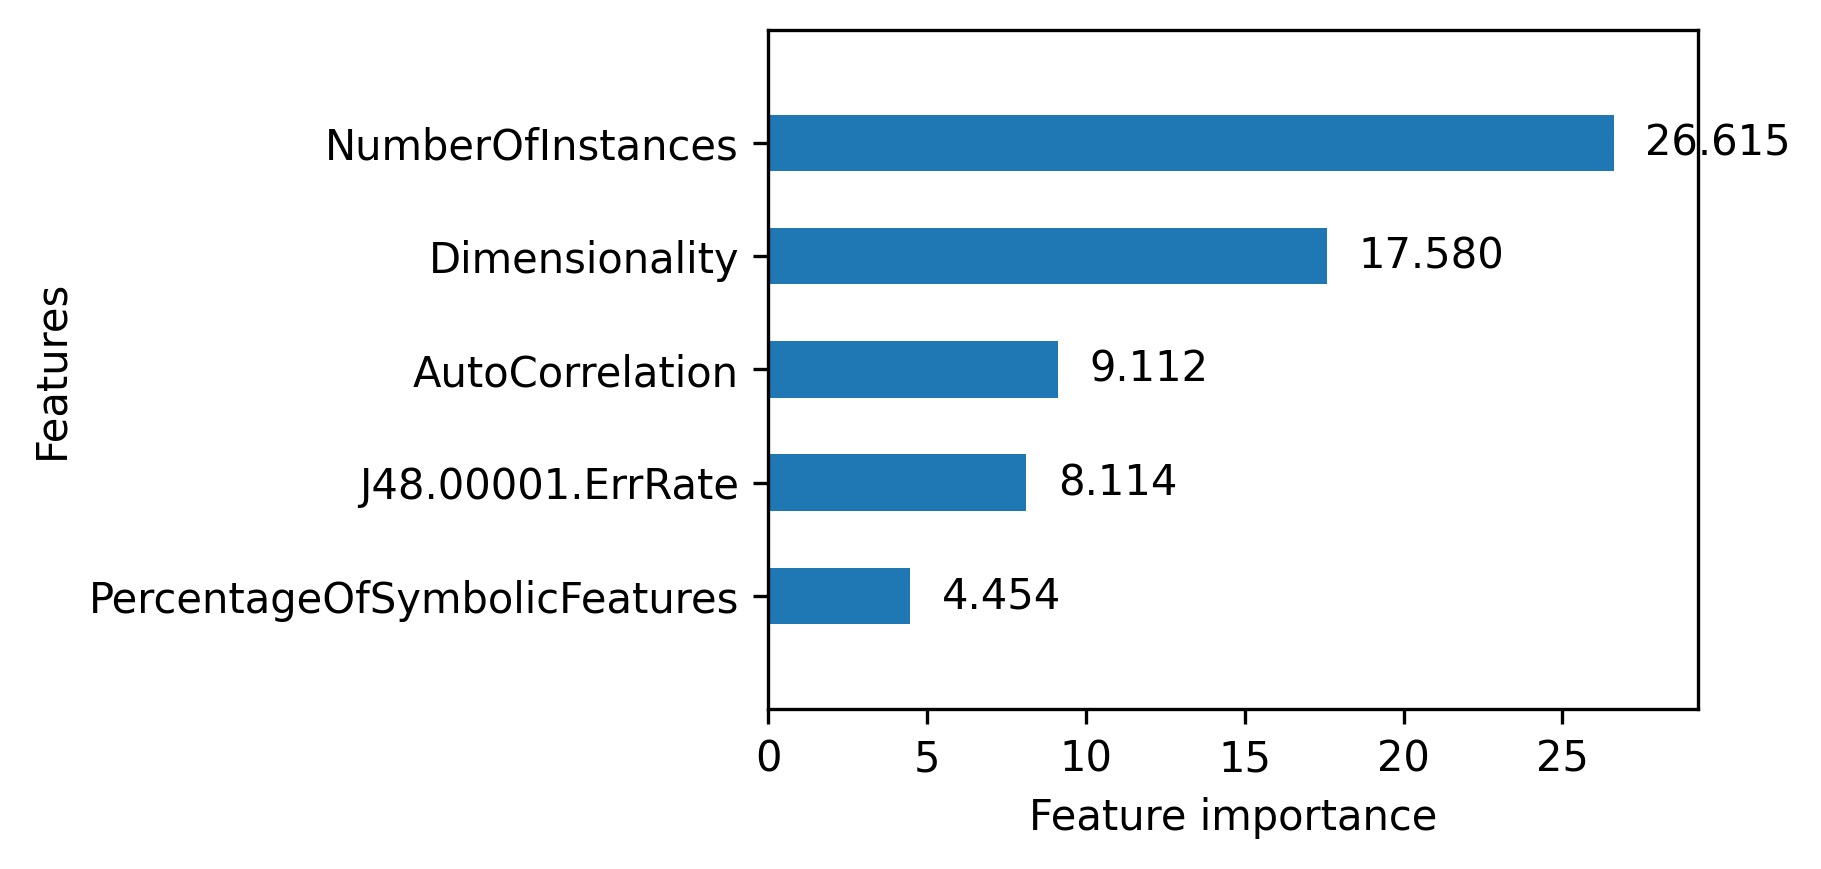 NumberOfInstances 26.615
Dimensionality 17.580
AutoCorrelation 9.112
J48.00001.ErrRate 8.114
PercentageOfSymbolicFeatures 4.454
Features
0 5 10 15 20 25
Feature importance